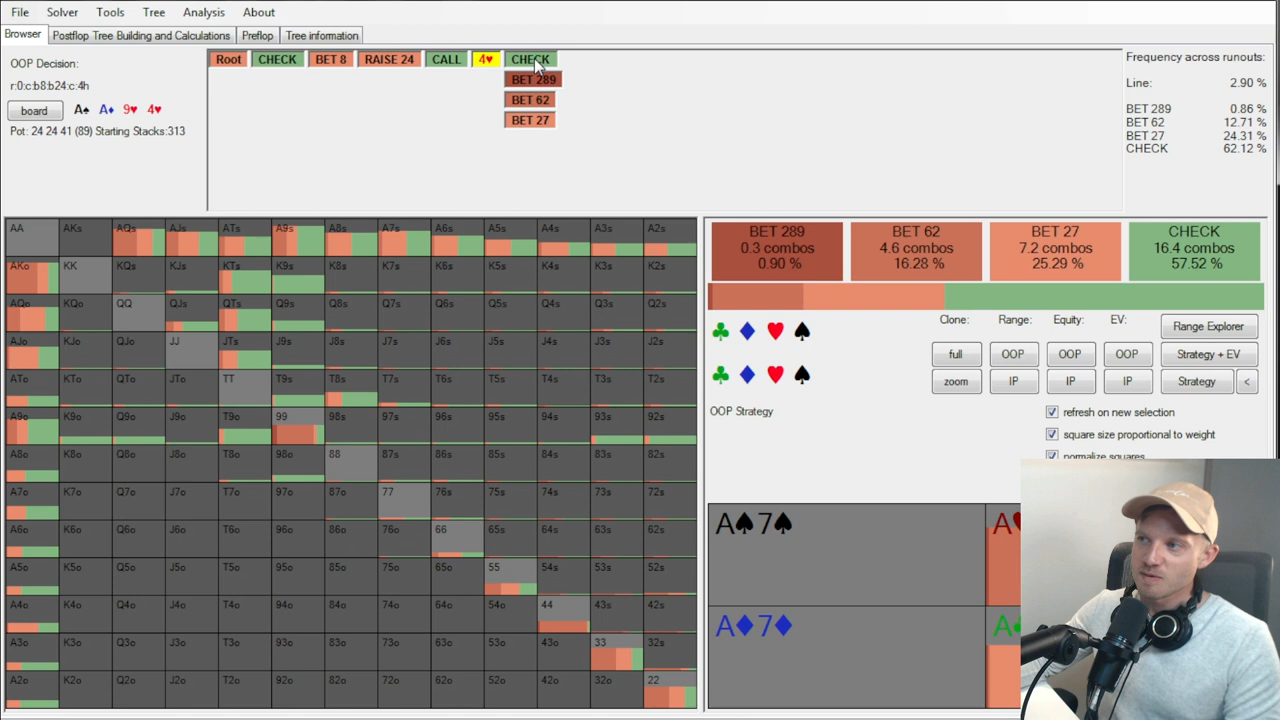 File Solver Tools Tree Analysis About
Browser Postflop Tree Building and Calculations Preflop Tree information
OOP Decision:
r:0:c:b8:b24:c:4h
board A♠ A♦ 9♥ 4♥
Pot: 24 24 41 (89) Starting Stacks:313
Root CHECK BET 8 RAISE 24 CALL 4♥ CHECK
BET 289
BET 62
BET 27
Frequency across runouts:
Line: 2.90 %
BET 289 0.86 %
BET 62 12.71 %
BET 27 24.31 %
CHECK 62.12 %
AA AKs AQs AJs ATs A9s A8s A7s A6s A5s A4s A3s A2s
AKo KK KQs KJs KTs K9s K8s K7s K6s K5s K4s K3s K2s
AQo KQo QQ QJs QTs Q9s Q8s Q7s Q6s Q5s Q4s Q3s Q2s
AJo KJo QJo JJ JTs J9s J8s J7s J6s J5s J4s J3s J2s
ATo KTo QTo JTo TT T9s T8s T7s T6s T5s T4s T3s T2s
A9o K9o Q9o J9o T9o 99 98s 97s 96s 95s 94s 93s 92s
A8o K8o Q8o J8o T8o 98o 88 87s 86s 85s 84s 83s 82s
A7o K7o Q7o J7o T7o 97o 87o 77 76s 75s 74s 73s 72s
A6o K6o Q6o J6o T6o 96o 86o 76o 66 65s 64s 63s 62s
A5o K5o Q5o J5o T5o 95o 85o 75o 65o 55 54s 53s 52s
A4o K4o Q4o J4o T4o 94o 84o 74o 64o 54o 44 43s 42s
A3o K3o Q3o J3o T3o 93o 83o 73o 63o 53o 43o 33 32s
A2o K2o Q2o J2o T2o 92o 82o 72o 62o 52o 42o 32o 22
BET 289 BET 62 BET 27 CHECK
0.3 combos 4.6 combos 7.2 combos 16.4 combos
0.90 % 16.28 % 25.29 % 57.52 %
♣ ♦ ♥ ♠
♣ ♦ ♥ ♠
Clone: Range: Equity: EV: Range Explorer
full OOP OOP OOP Strategy + EV
zoom IP IP IP Strategy <
OOP Strategy
refresh on new selection
square size proportional to weight
normalize squares
A♠7♠ A♥
A♦7♦ A♣